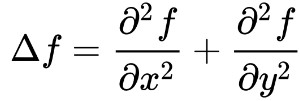 Δf = ∂²f/∂x² + ∂²f/∂y²